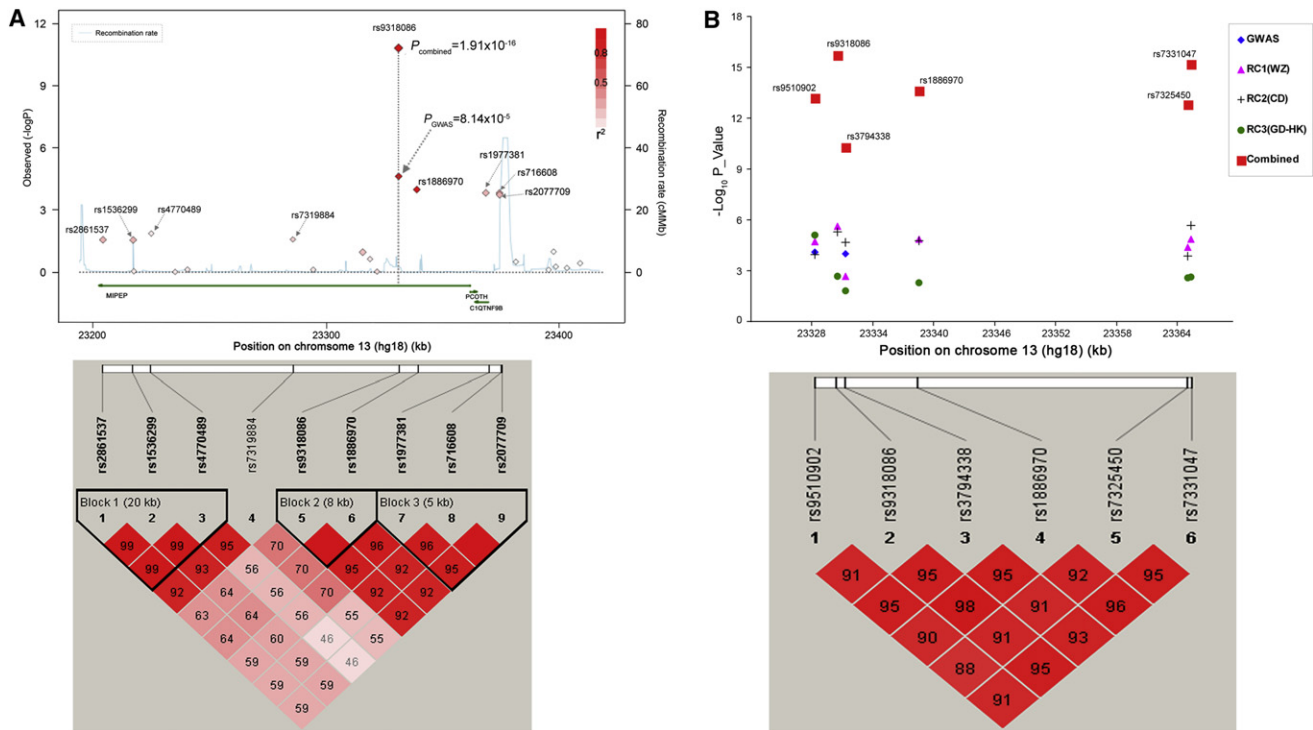 A
12
9
6
3
0
Observed (-logP)
Recombination rate
rs9318086
Pcombined=1.91x10-16
PGWAS=8.14x10-5
rs1886970
rs1977381
rs716608
rs2077709
rs2861537
rs1536299
rs4770489
rs7319884
0.8
0.5
r2
80
60
40
20
0
Recombination rate (cMMb)
MIPEP
PCOTH
C1QTNF9B
23200
23300
23400
Position on chromsome 13 (hg18) (kb)
rs2861537
rs1536299
rs4770489
rs7319884
rs9318086
rs1886970
rs1977381
rs716608
rs2077709
Block 1 (20 kb)
Block 2 (8 kb)
Block 3 (5 kb)
1 2 3 4 5 6 7 8 9
99 99 95 70 96 96
99 93 56 70 95 92 95
92 64 56 70 92 92
63 64 56 55 92
64 60 46 55
59 59 46
59 59
59
B
18
15
12
9
6
3
0
-Log10 P_Value
rs9510902
rs9318086
rs3794338
rs1886970
rs7331047
rs7325450
GWAS
RC1(WZ)
RC2(CD)
RC3(GD-HK)
Combined
23328 23334 23340 23346 23352 23358 23364
Position on chrosome 13 (hg18) (kb)
rs9510902
rs9318086
rs3794338
rs1886970
rs7325450
rs7331047
1 2 3 4 5 6
91 95 95 92 95
95 98 91 96
90 91 93
88 95
91